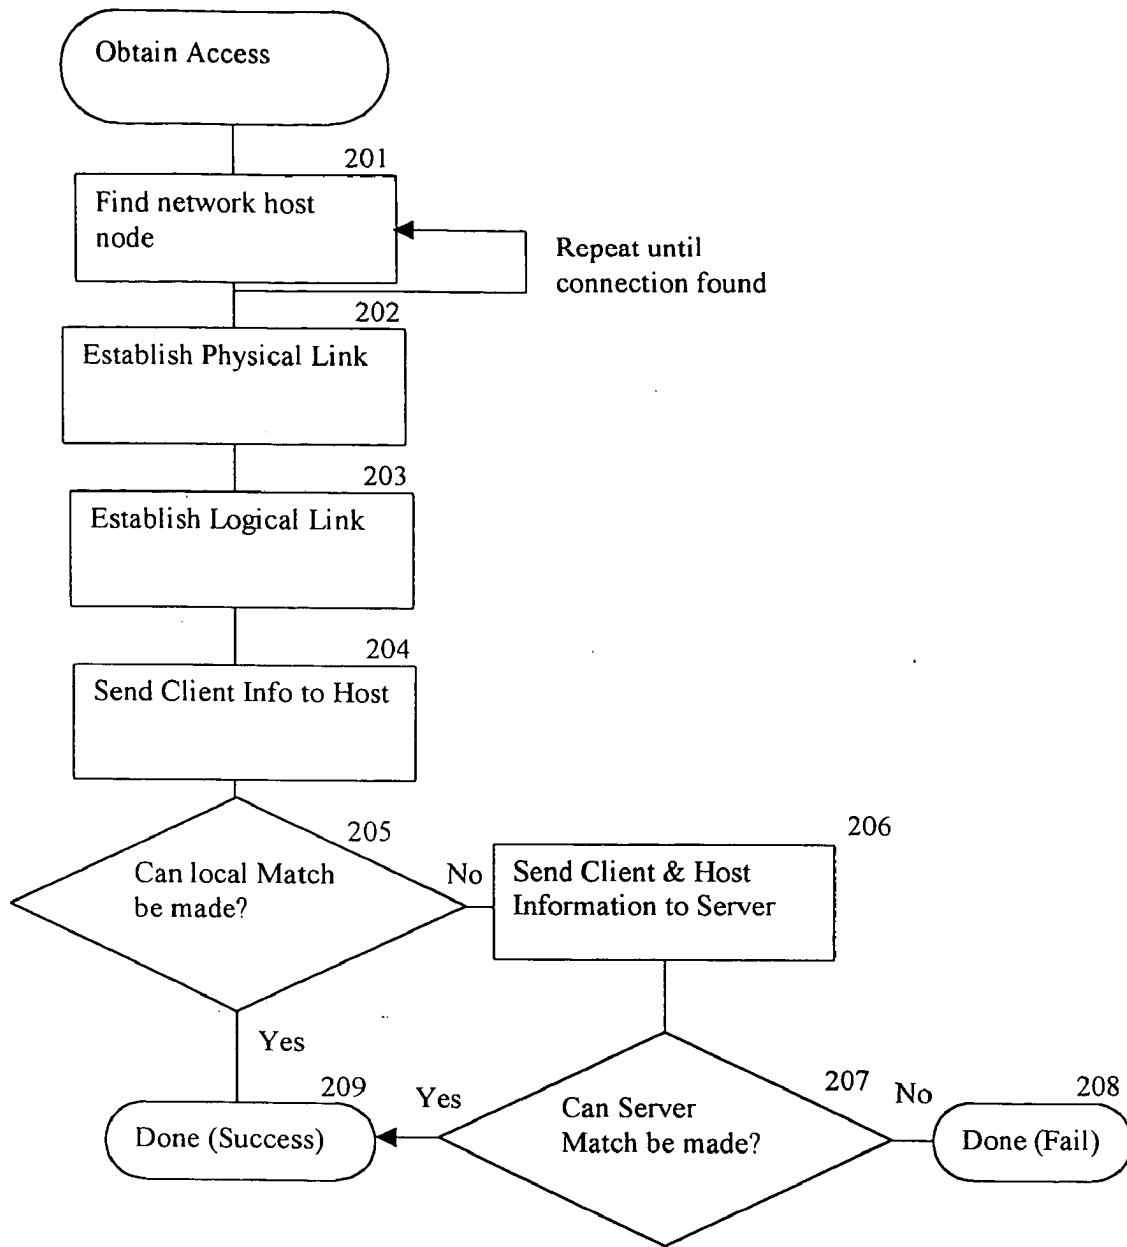 Obtain Access
201
Find network host
node
Repeat until
connection found
202
Establish Physical Link
203
Establish Logical Link
204
Send Client Info to Host
205
Can local Match
be made?
No
206
Send Client & Host
Information to Server
Yes
209
Done (Success)
Yes
207
Can Server
Match be made?
No
208
Done (Fail)